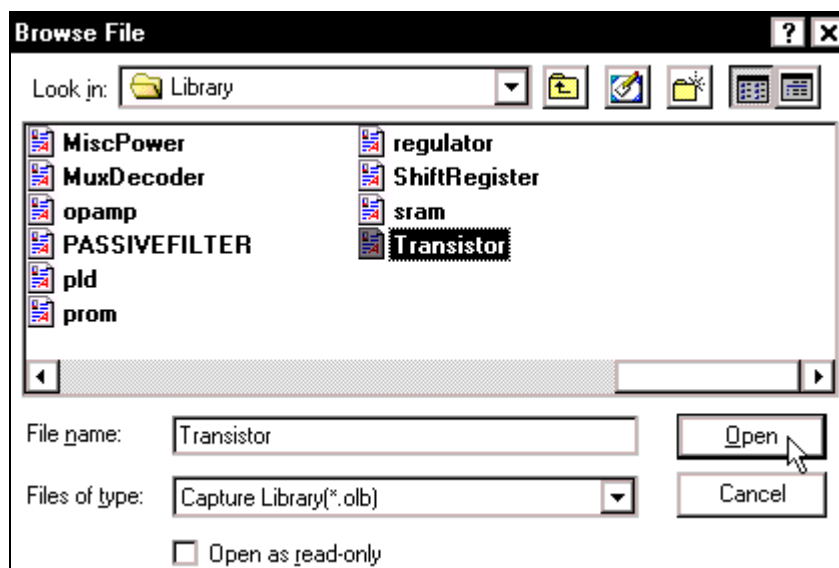 Browse File
Look in: Library
MiscPower
MuxDecoder
opamp
PASSIVEFILTER
pld
prom
regulator
ShiftRegister
sram
Transistor
File name: Transistor
Open
Files of type: Capture Library(*.olb)
Cancel
Open as read-only